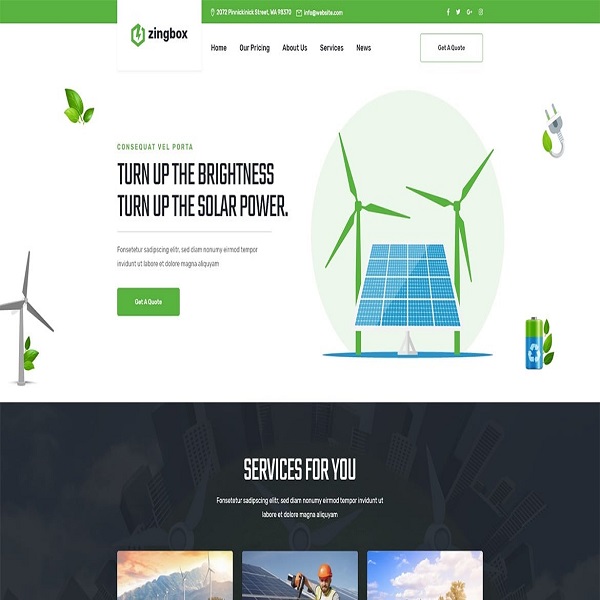 2072 Pinnickinick Street, WA 98370 info@website.com
zingbox
Home Our Pricing About Us Services News Get A Quote
CONSEQUAT VEL PORTA
TURN UP THE BRIGHTNESS
TURN UP THE SOLAR POWER.
Fonsetetur sadipscing elitr, sed diam nonumy eirmod tempor
invidunt ut labore et dolore magna aliquyam
Get A Quote
SERVICES FOR YOU
Fonsetetur sadipscing elitr, sed diam nonumy eirmod tempor invidunt ut
labore et dolore magna aliquyam